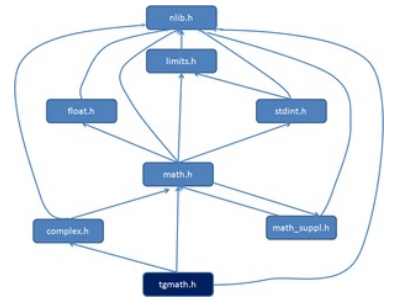 nlib.h
limits.h
float.h
stdint.h
math.h
complex.h
math_suppl.h
tgmath.h